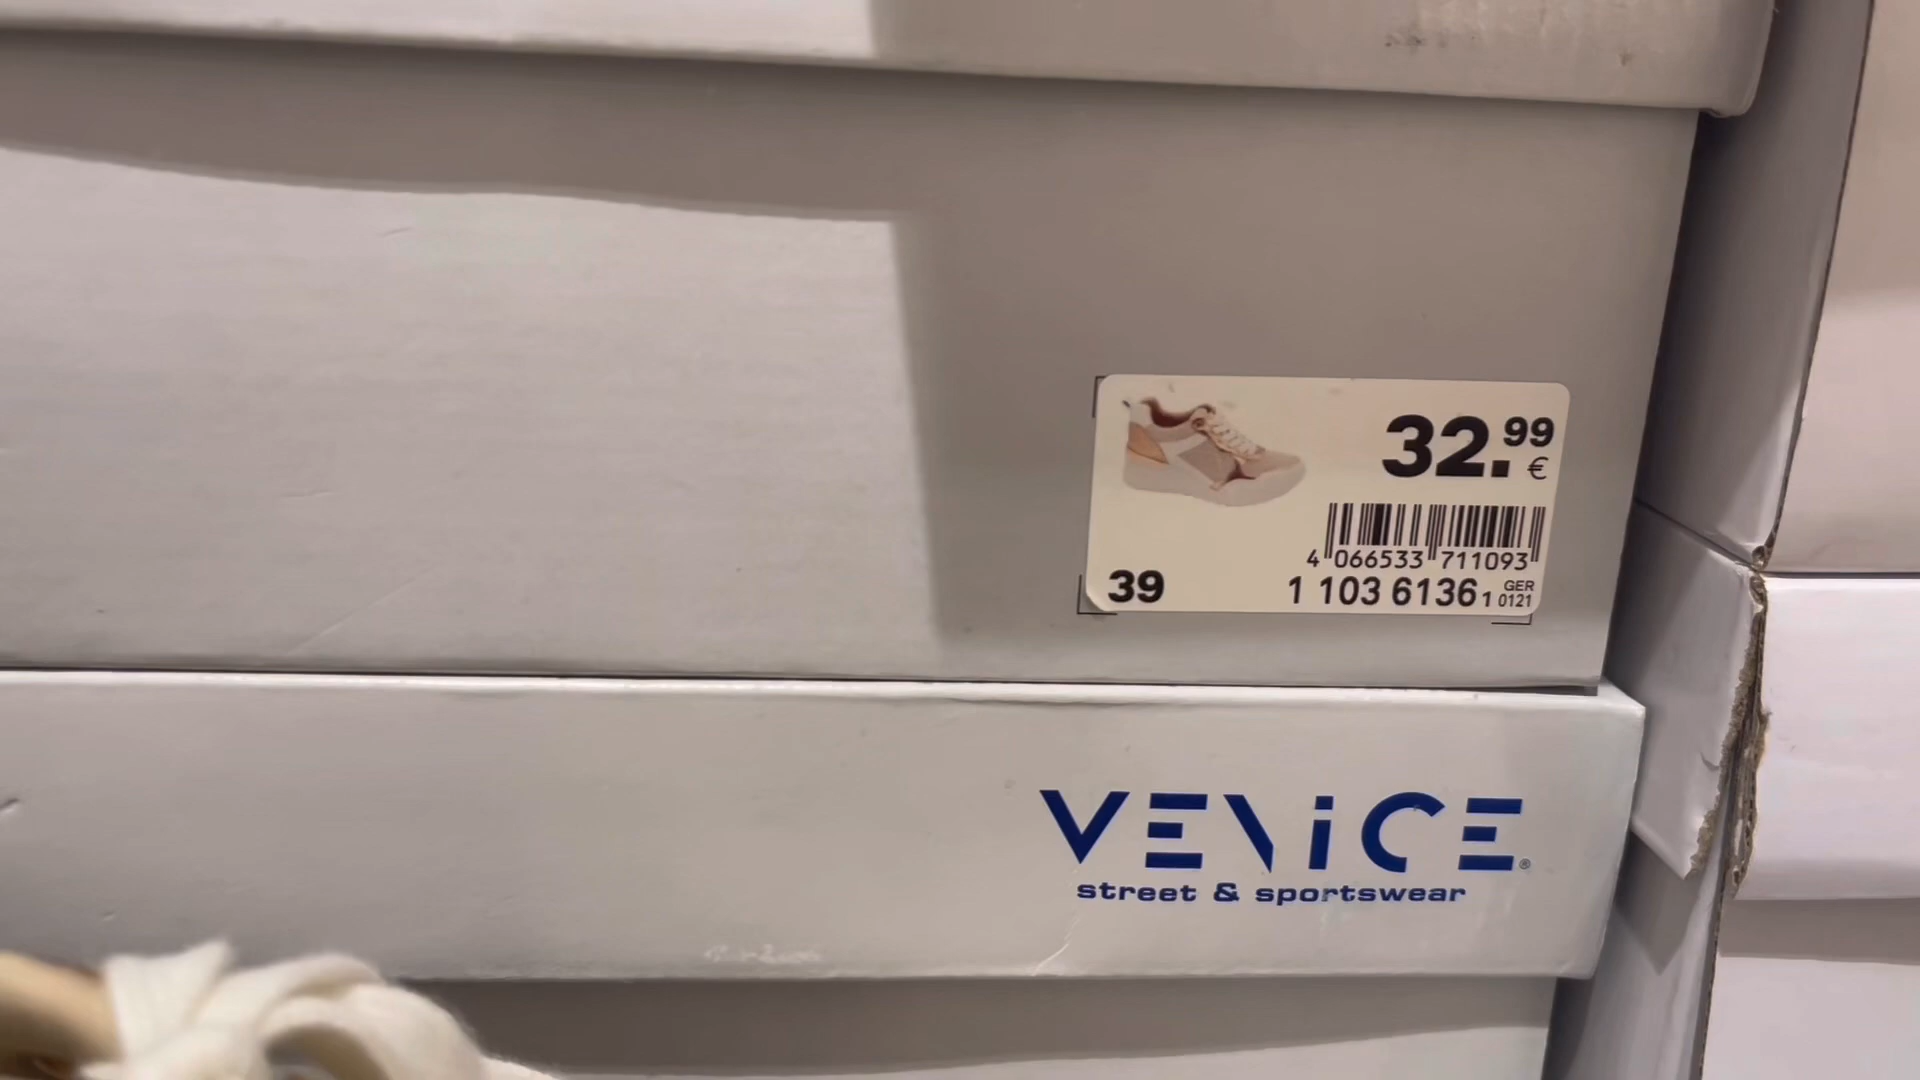 32.99 €
4 066533 711093
39
1 103 6136 1 GER 0121
VENiCE®
street & sportswear